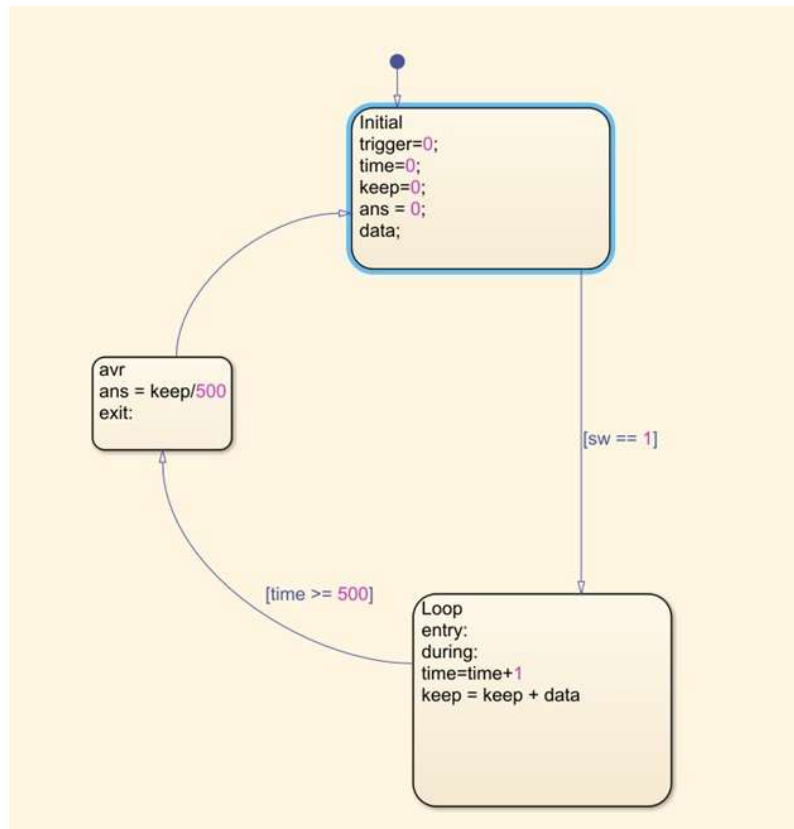 Initial
trigger=0;
time=0;
keep=0;
ans = 0;
data;
avr
ans = keep/500
exit:
[sw == 1]
[time >= 500]
Loop
entry:
during:
time=time+1
keep = keep + data